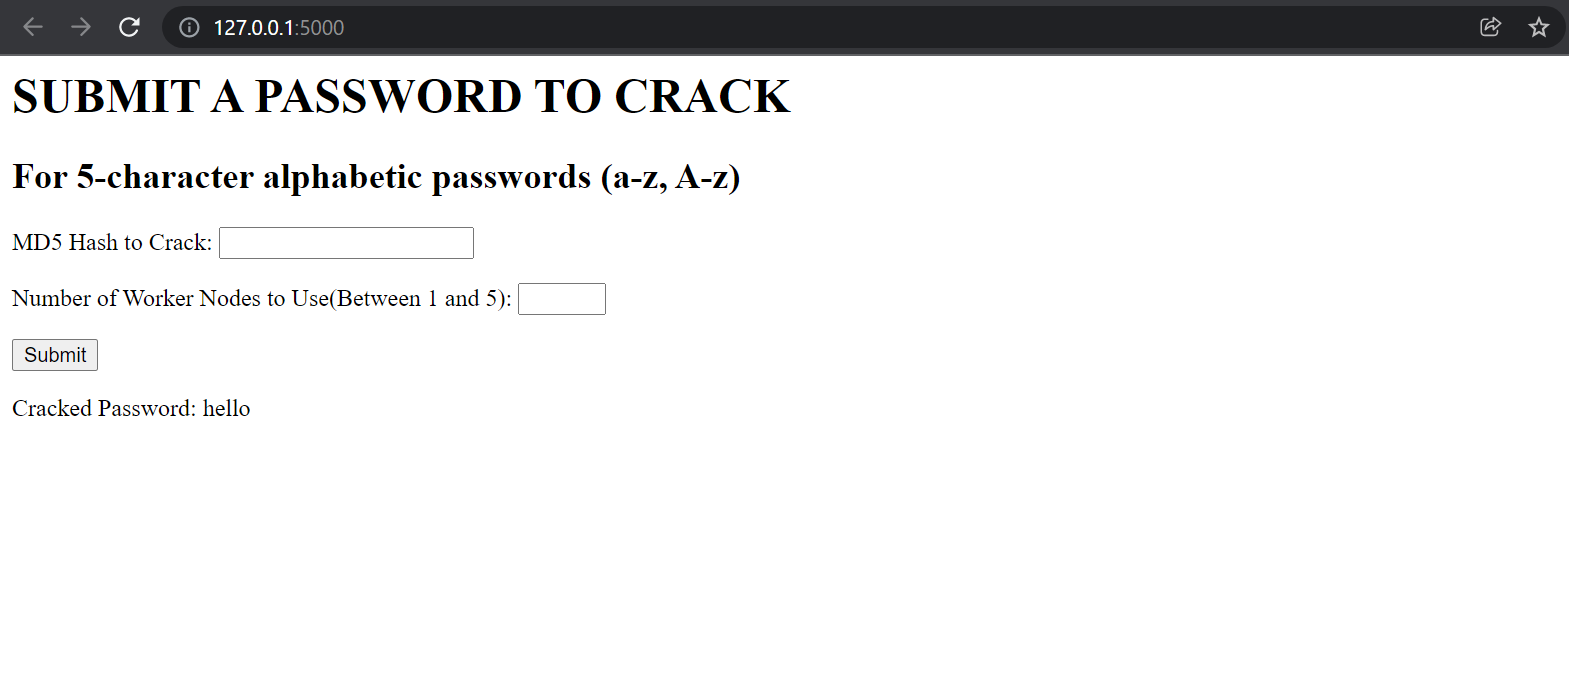 127.0.0.1:5000
SUBMIT A PASSWORD TO CRACK
For 5-character alphabetic passwords (a-z, A-z)
MD5 Hash to Crack:
Number of Worker Nodes to Use(Between 1 and 5):
Submit
Cracked Password: hello